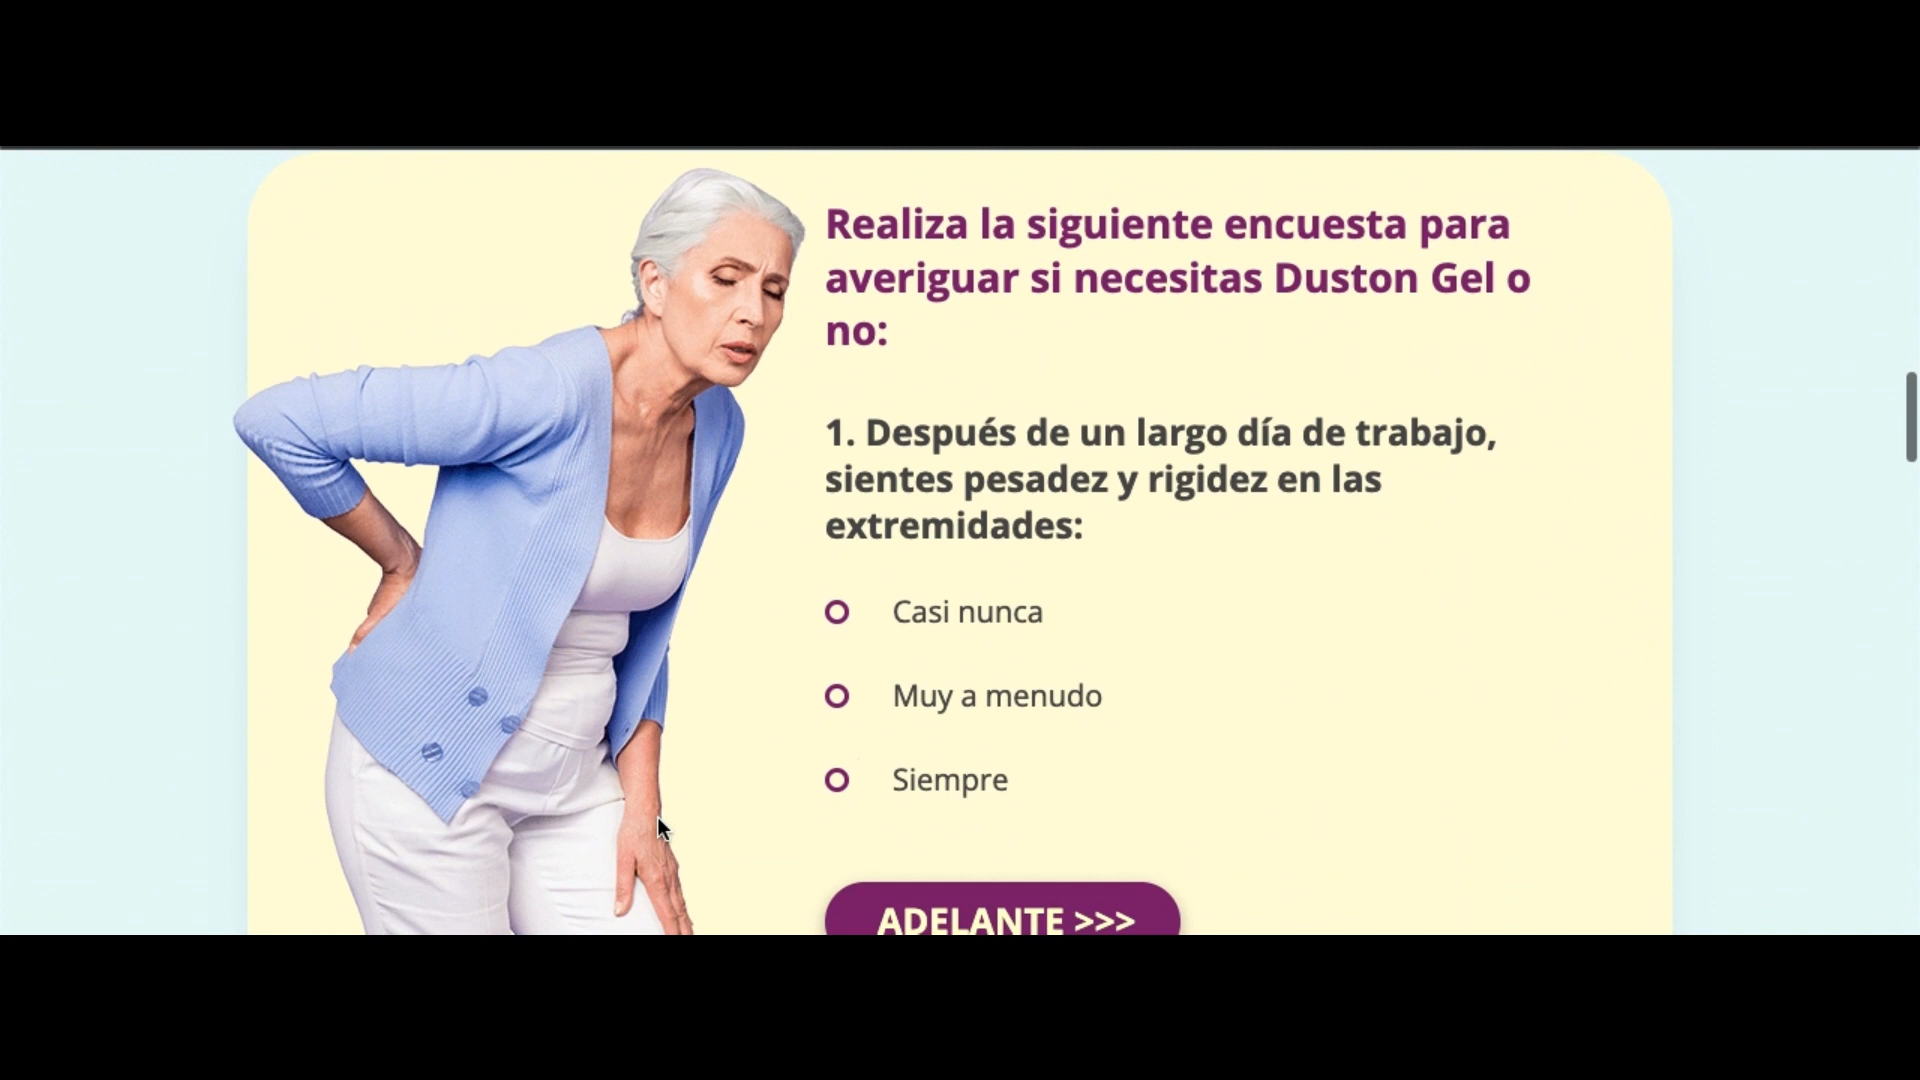 Realiza la siguiente encuesta para
averiguar si necesitas Duston Gel o
no:
1. Después de un largo día de trabajo,
sientes pesadez y rigidez en las
extremidades:
Casi nunca
Muy a menudo
Siempre
ADELANTE >>>